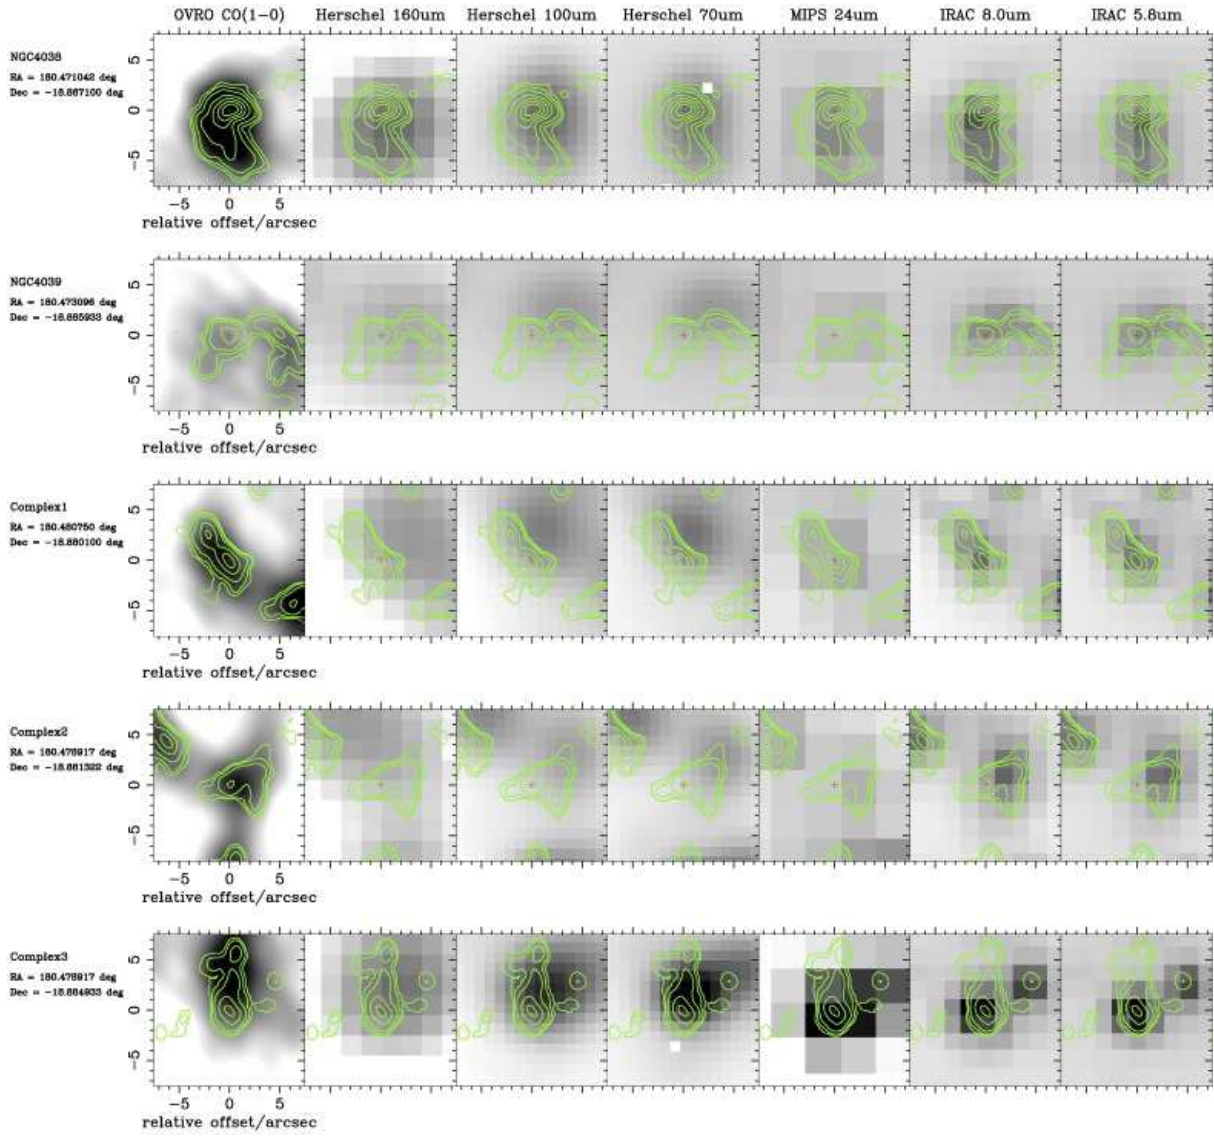 OVRO CO(1-0) Herschel 160um Herschel 100um Herschel 70um MIPS 24um IRAC 8.0um IRAC 5.8um
NGC4038
RA = 180.471042 deg
Dec = -18.867100 deg
5
0
-5
-5 0 5
relative offset/arcsec
NGC4039
RA = 180.473096 deg
Dec = -18.885933 deg
5
0
-5
-5 0 5
relative offset/arcsec
Complex1
RA = 180.480750 deg
Dec = -18.880100 deg
5
0
-5
-5 0 5
relative offset/arcsec
Complex2
RA = 180.478917 deg
Dec = -18.881322 deg
5
0
-5
-5 0 5
relative offset/arcsec
Complex3
RA = 180.478917 deg
Dec = -18.884933 deg
5
0
-5
-5 0 5
relative offset/arcsec